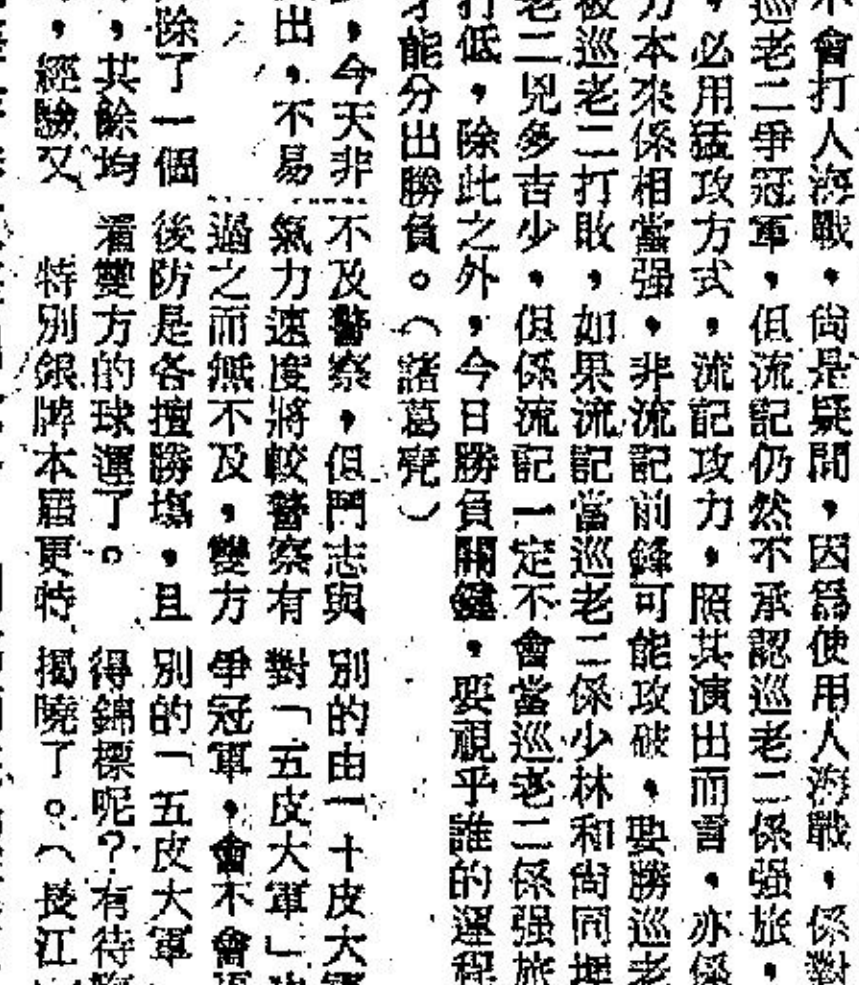 不會打人海戰，尙是疑問，因爲使用人海戰，係對
巡老二爭冠軍，但流記仍然不承認巡老二係强旅，
，必用猛攻方式，流記攻力，照其演出而言，亦係
力本來係相當强，非流記前鋒可能攻破，要勝巡老
被巡老二打敗，如果流記當巡老二係少林和尙同埋
老二兇多吉少，但係流記一定不會當巡老二係强旅
打低，除此之外，今日勝負關鍵，要視乎誰的運程
才能分出勝負。（諸葛亮）
，今天非
出，不易
除了一個
，其餘均
，經驗又
不及警察，但鬥志與
氣力速度將較警察有
過之而無不及，雙方
後防是各擅勝塲，且
看雙方的球運了。
特別銀牌本屆更特
別的由「十皮大軍
對「五皮大軍」
爭冠軍，會不會
別的「五皮大軍
得錦標呢？有待
揭曉了。（長江